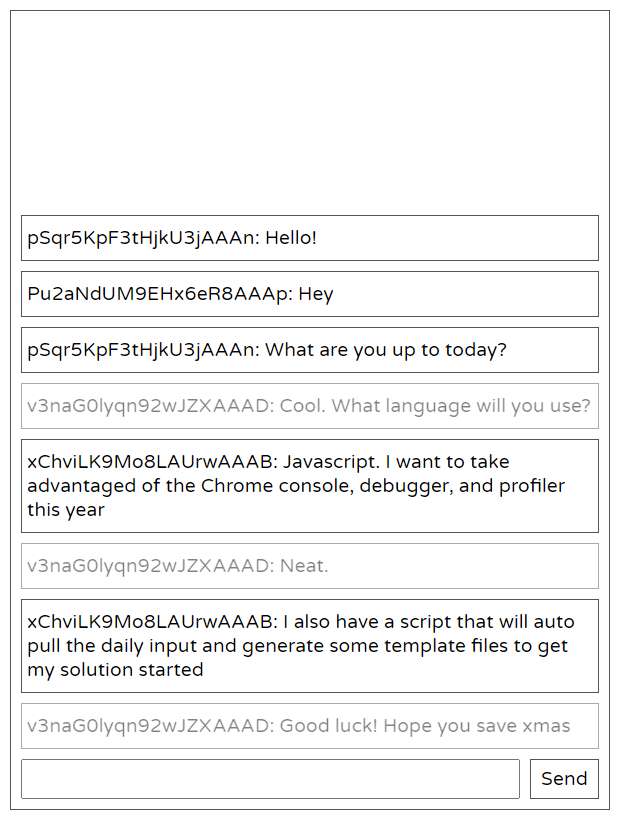 pSqr5KpF3tHjkU3jAAAn: Hello!
Pu2aNdUM9EHx6eR8AAAp: Hey
pSqr5KpF3tHjkU3jAAAn: What are you up to today?
v3naG0lyqn92wJZXAAAD: Cool. What language will you use?
xChviLK9Mo8LAUrwAAAB: Javascript. I want to take
advantaged of the Chrome console, debugger, and profiler
this year
v3naG0lyqn92wJZXAAAD: Neat.
xChviLK9Mo8LAUrwAAAB: I also have a script that will auto
pull the daily input and generate some template files to get
my solution started
v3naG0lyqn92wJZXAAAD: Good luck! Hope you save xmas
Send